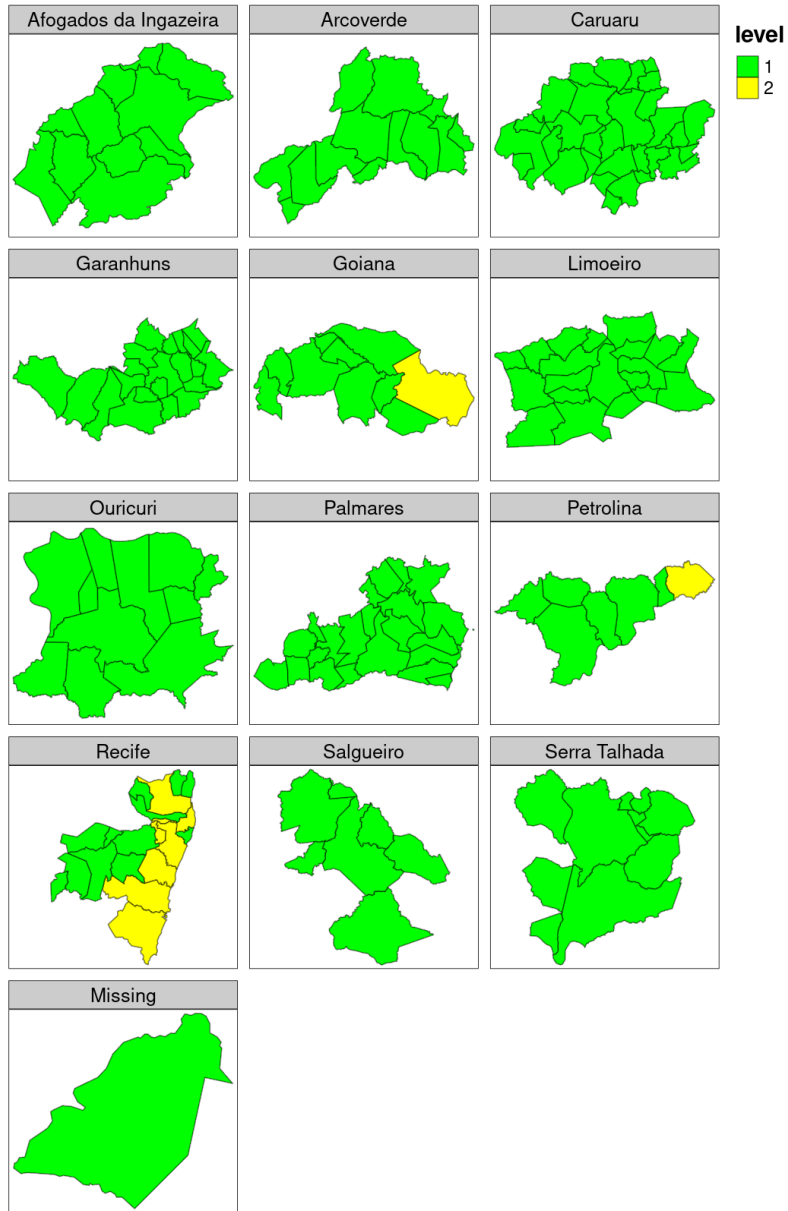 Afogados da Ingazeira
Arcoverde
Caruaru
level
1
2
Garanhuns
Goiana
Limoeiro
Ouricuri
Palmares
Petrolina
Recife
Salgueiro
Serra Talhada
Missing